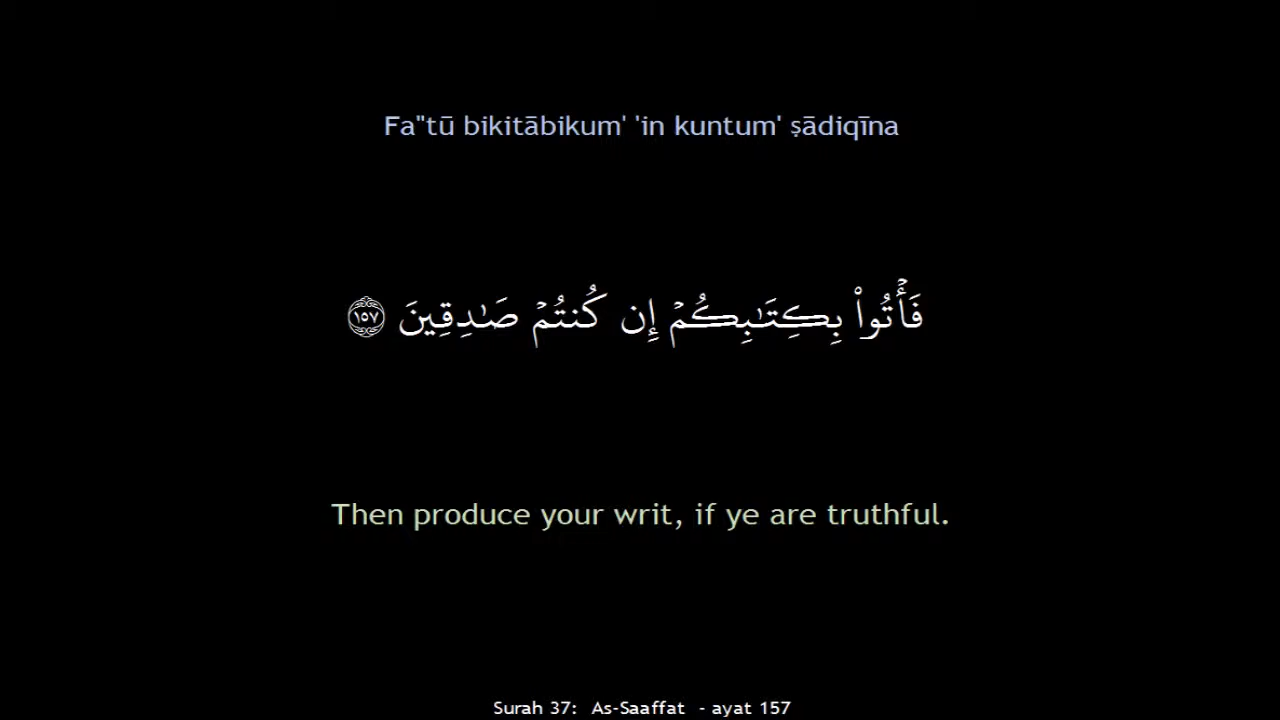 Fa"tū bikitābikum' 'in kuntum' ṣādiqīna
فَأۡتُوا۟ بِكِتَـٰبِكُمۡ إِن كُنتُمۡ صَـٰدِقِينَ ١٥٧
Then produce your writ, if ye are truthful.
Surah 37: As-Saaffat - ayat 157